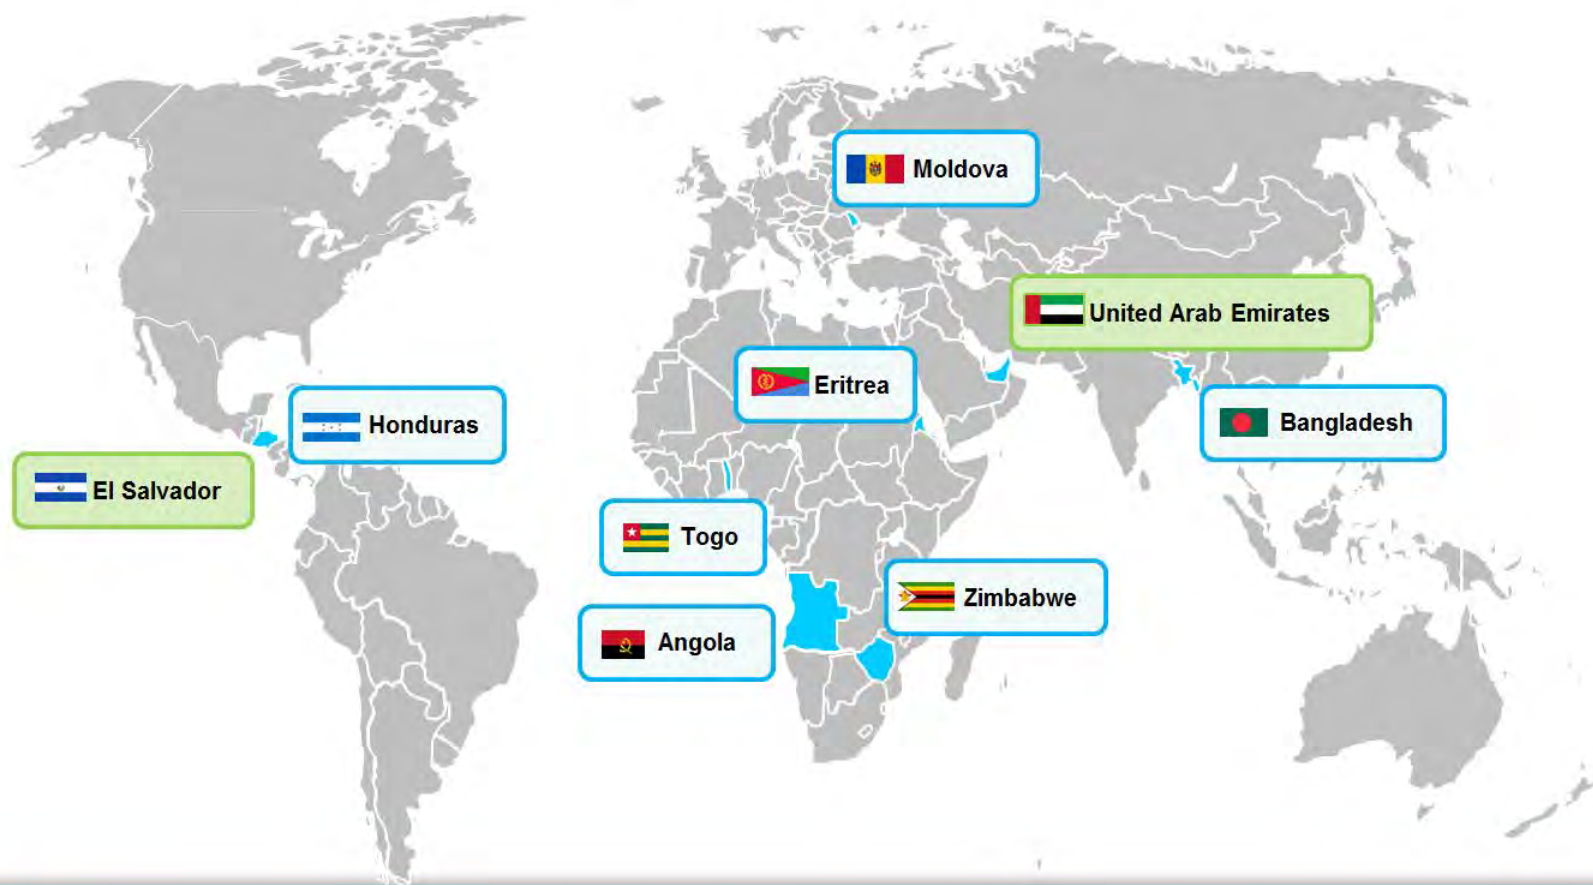 Moldova
United Arab Emirates
Eritrea
Honduras
Bangladesh
El Salvador
Togo
Zimbabwe
Angola